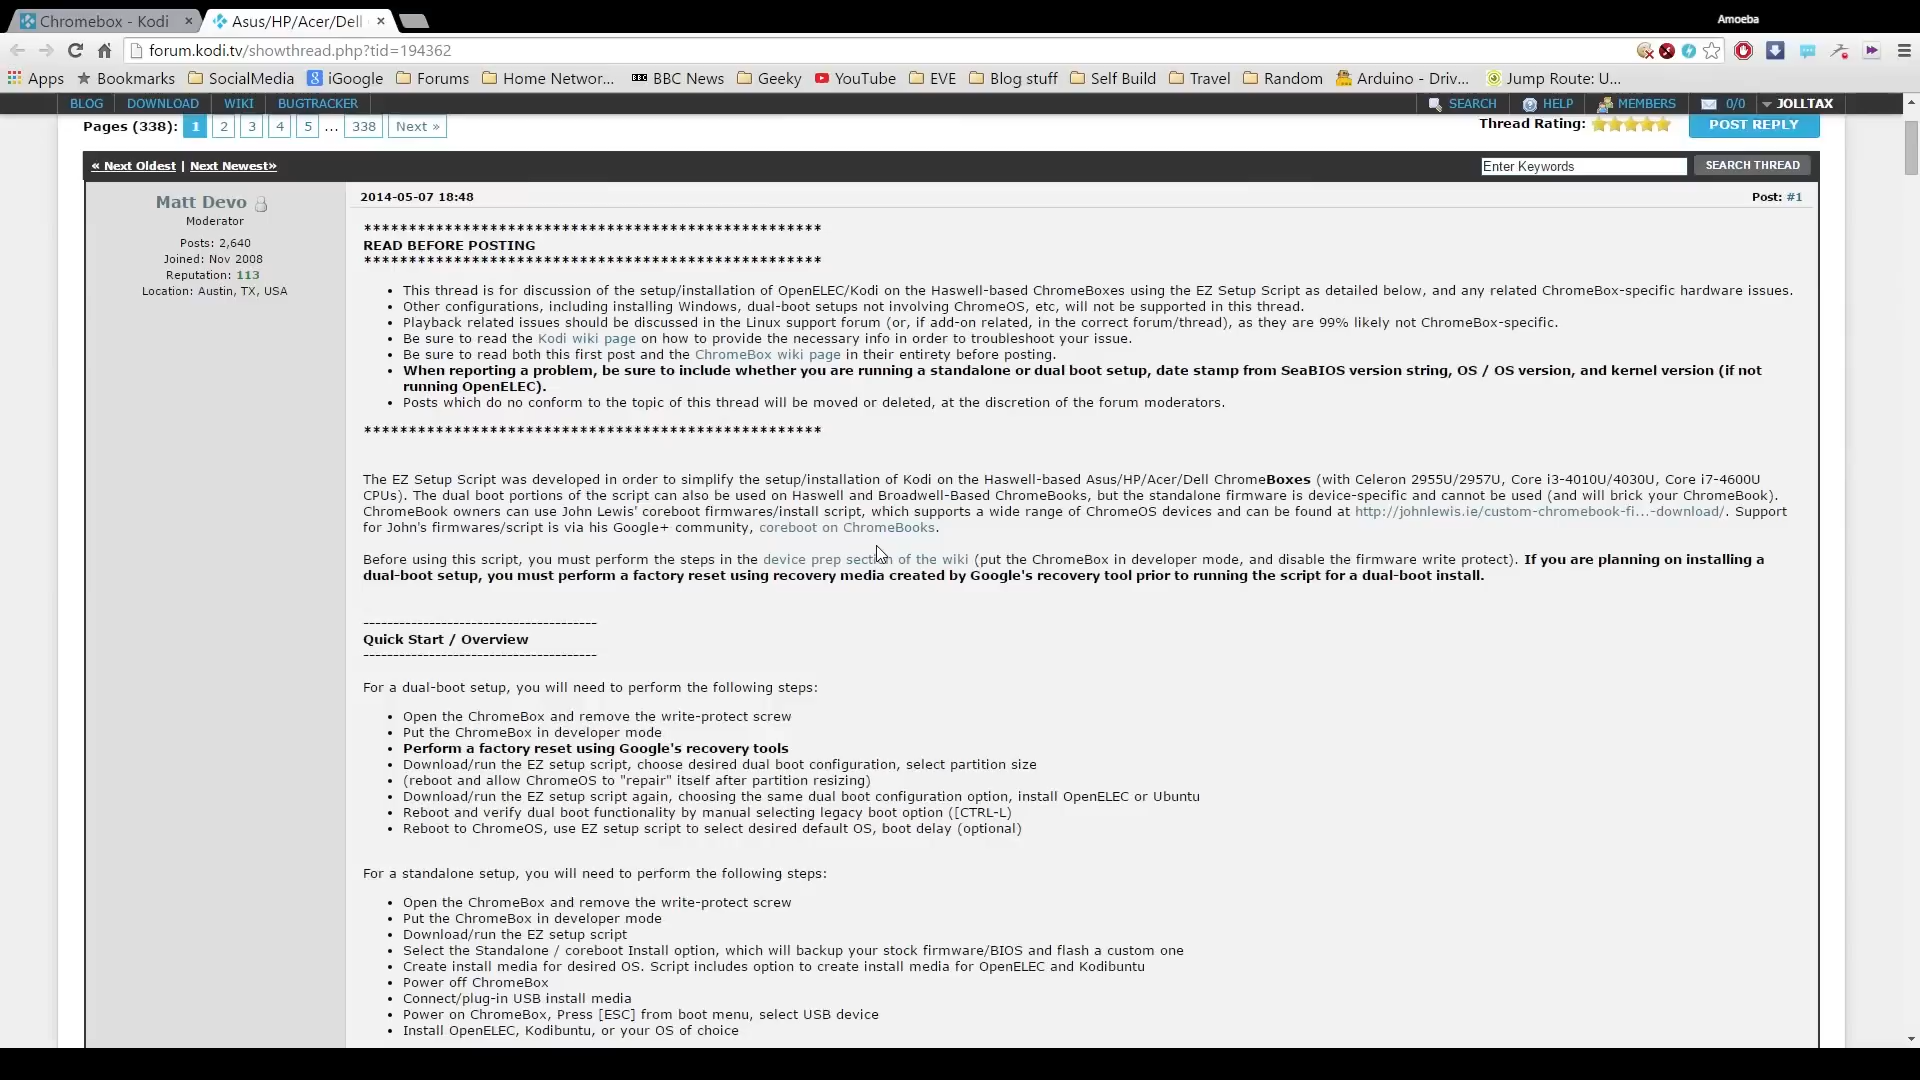 Amoeba
Chromebox - Kodi
Asus/HP/Acer/Dell
forum.kodi.tv/showthread.php?tid=194362
Apps Bookmarks SocialMedia iGoogle Forums Home Networ... BBC News Geeky YouTube EVE Blog stuff Self Build Travel Random Arduino - Driv... Jump Route: U...
BLOG DOWNLOAD WIKI BUGTRACKER SEARCH HELP MEMBERS 0/0 JOLLTAX
Pages (338): 1 2 3 4 5 ... 338 Next » Thread Rating: POST REPLY
« Next Oldest | Next Newest» Enter Keywords SEARCH THREAD
Matt Devo
Moderator
Posts: 2,640
Joined: Nov 2008
Reputation: 113
Location: Austin, TX, USA
2014-05-07 18:48 Post: #1
***************************************************
READ BEFORE POSTING
***************************************************
• This thread is for discussion of the setup/installation of OpenELEC/Kodi on the Haswell-based ChromeBoxes using the EZ Setup Script as detailed below, and any related ChromeBox-specific hardware issues.
• Other configurations, including installing Windows, dual-boot setups not involving ChromeOS, etc, will not be supported in this thread.
• Playback related issues should be discussed in the Linux support forum (or, if add-on related, in the correct forum/thread), as they are 99% likely not ChromeBox-specific.
• Be sure to read the Kodi wiki page on how to provide the necessary info in order to troubleshoot your issue.
• Be sure to read both this first post and the ChromeBox wiki page in their entirety before posting.
• When reporting a problem, be sure to include whether you are running a standalone or dual boot setup, date stamp from SeaBIOS version string, OS / OS version, and kernel version (if not
running OpenELEC).
• Posts which do no conform to the topic of this thread will be moved or deleted, at the discretion of the forum moderators.
***************************************************
The EZ Setup Script was developed in order to simplify the setup/installation of Kodi on the Haswell-based Asus/HP/Acer/Dell ChromeBoxes (with Celeron 2955U/2957U, Core i3-4010U/4030U, Core i7-4600U
CPUs). The dual boot portions of the script can also be used on Haswell and Broadwell-Based ChromeBooks, but the standalone firmware is device-specific and cannot be used (and will brick your ChromeBook).
ChromeBook owners can use John Lewis' coreboot firmwares/install script, which supports a wide range of ChromeOS devices and can be found at http://johnlewis.ie/custom-chromebook-fi...-download/. Support
for John's firmwares/script is via his Google+ community, coreboot on ChromeBooks.
Before using this script, you must perform the steps in the device prep section of the wiki (put the ChromeBox in developer mode, and disable the firmware write protect). If you are planning on installing a
dual-boot setup, you must perform a factory reset using recovery media created by Google's recovery tool prior to running the script for a dual-boot install.
---------------------------------------
Quick Start / Overview
---------------------------------------
For a dual-boot setup, you will need to perform the following steps:
• Open the ChromeBox and remove the write-protect screw
• Put the ChromeBox in developer mode
• Perform a factory reset using Google's recovery tools
• Download/run the EZ setup script, choose desired dual boot configuration, select partition size
• (reboot and allow ChromeOS to "repair" itself after partition resizing)
• Download/run the EZ setup script again, choosing the same dual boot configuration option, install OpenELEC or Ubuntu
• Reboot and verify dual boot functionality by manual selecting legacy boot option ([CTRL-L)
• Reboot to ChromeOS, use EZ setup script to select desired default OS, boot delay (optional)
For a standalone setup, you will need to perform the following steps:
• Open the ChromeBox and remove the write-protect screw
• Put the ChromeBox in developer mode
• Download/run the EZ setup script
• Select the Standalone / coreboot Install option, which will backup your stock firmware/BIOS and flash a custom one
• Create install media for desired OS. Script includes option to create install media for OpenELEC and Kodibuntu
• Power off ChromeBox
• Connect/plug-in USB install media
• Power on ChromeBox, Press [ESC] from boot menu, select USB device
• Install OpenELEC, Kodibuntu, or your OS of choice